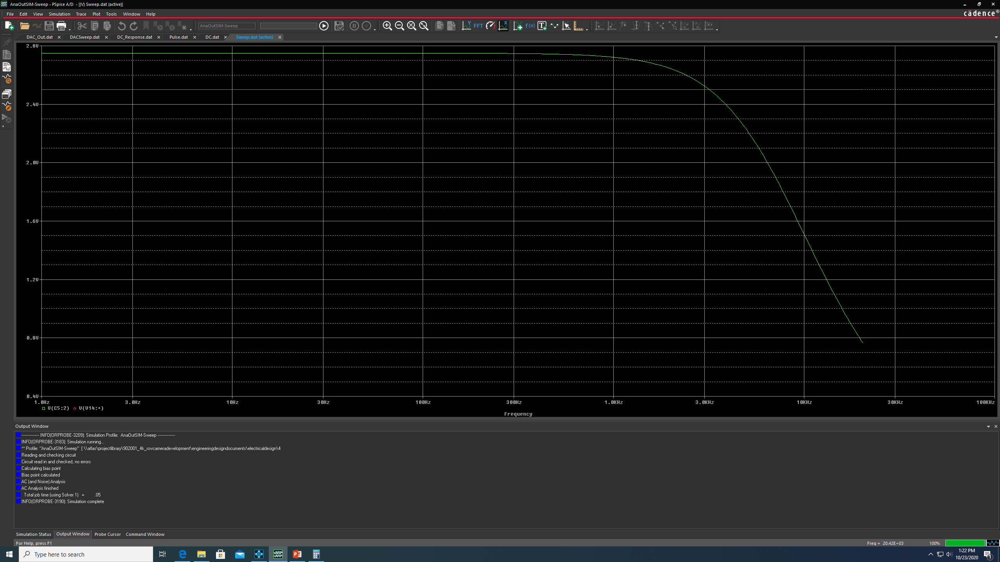 AnaOutSIM-Sweep - PSpice A/D - [(V) Sweep.dat (active)]
File Edit View Simulation Trace Plot Tools Window Help
cādence®
AnaOutSIM-Sweep
FFT f(x) T X,Y
DAC_Out.dat DACSweep.dat DC_Response.dat Pulse.dat DC.dat Sweep.dat (active)
2.8V
2.4V
2.0V
1.6V
1.2V
0.8V
0.4V
1.0Hz 3.0Hz 10Hz 30Hz 100Hz 300Hz 1.0KHz 3.0KHz 10KHz 30KHz 100KHz
V(C5:2) V(V14:+)
Frequency
Output Window
--------------- INFO(ORPROBE-3209): Simulation Profile: AnaOutSIM-Sweep ---------------
INFO(ORPROBE-3183): Simulation running...
** Profile: "AnaOutSIM-Sweep" [ \\atlas\projectlibrary\902001_4k_rovcameradevelopment\engineeringdesigndocuments\electricaldesign\4
Reading and checking circuit
Circuit read in and checked, no errors
Calculating bias point
Bias point calculated
AC (and Noise) Analysis
AC Analysis finished
Total job time (using Solver 1) = .05
INFO(ORPROBE-3190): Simulation complete
Simulation Status Output Window Probe Cursor Command Window
For Help, press F1
Freq = 20.42E+03 100%
Type here to search
1:22 PM
10/23/2020
1